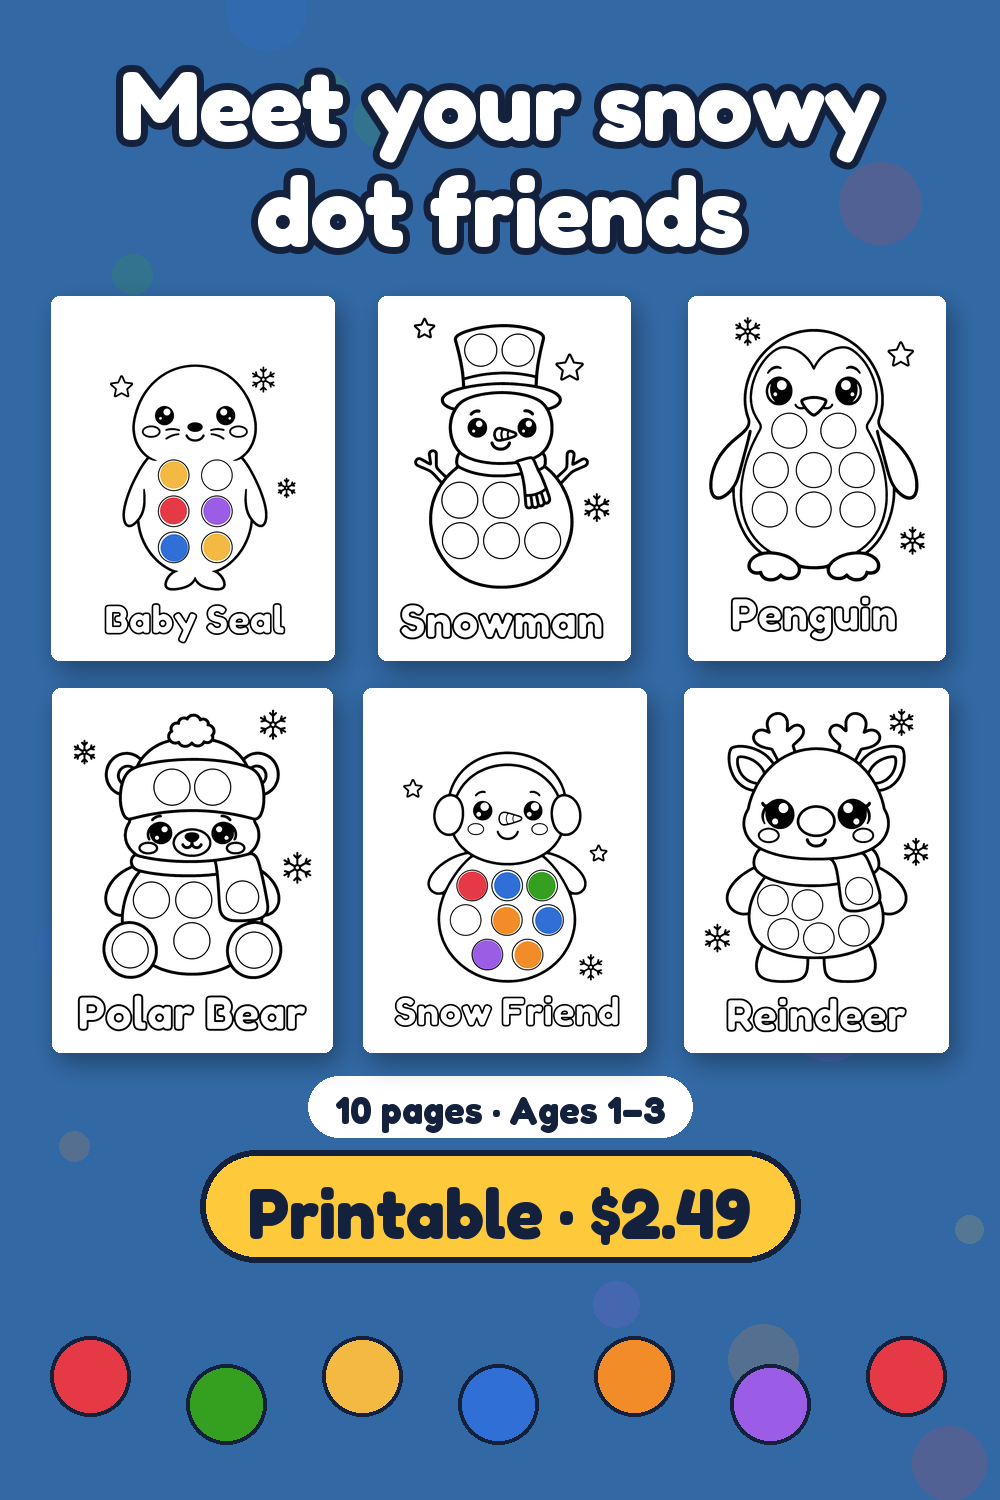 Meet your snowy
dot friends
Baby Seal
Snowman
Penguin
Polar Bear
Snow Friend
Reindeer
10 pages · Ages 1–3
Printable · $2.49